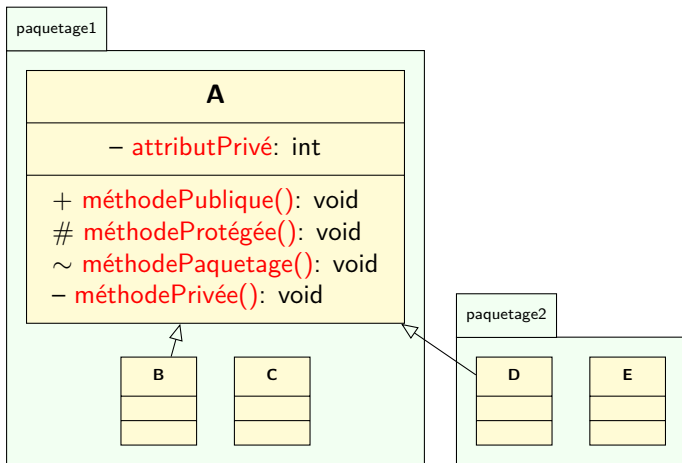 paquetage1
A
– attributPrivé: int
+ méthodePublique(): void
# méthodeProtégée(): void
∼ méthodePaquetage(): void
– méthodePrivée(): void
paquetage2
B
C
D
E